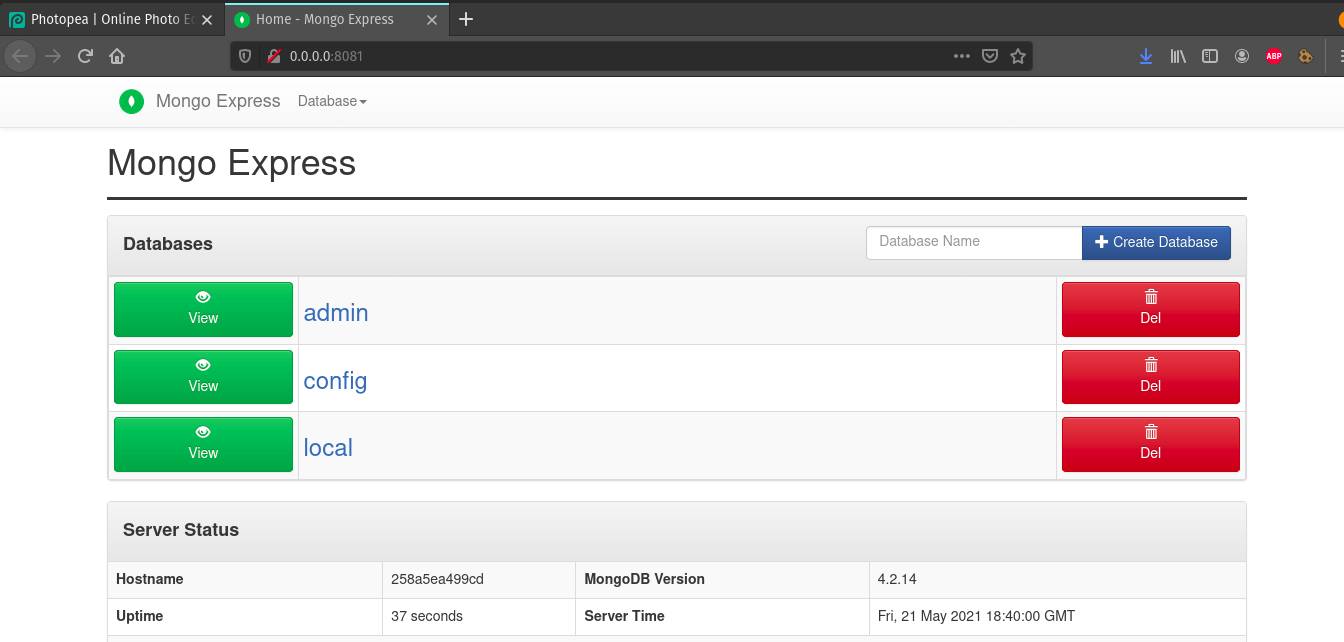 Photopea | Online Photo Ed
Home - Mongo Express
0.0.0.0:8081
ABP
Mongo Express Database
Mongo Express
Databases Database Name Create Database
View admin Del
View config Del
View local Del
Server Status
Hostname 258a5ea499cd MongoDB Version 4.2.14
Uptime 37 seconds Server Time Fri, 21 May 2021 18:40:00 GMT